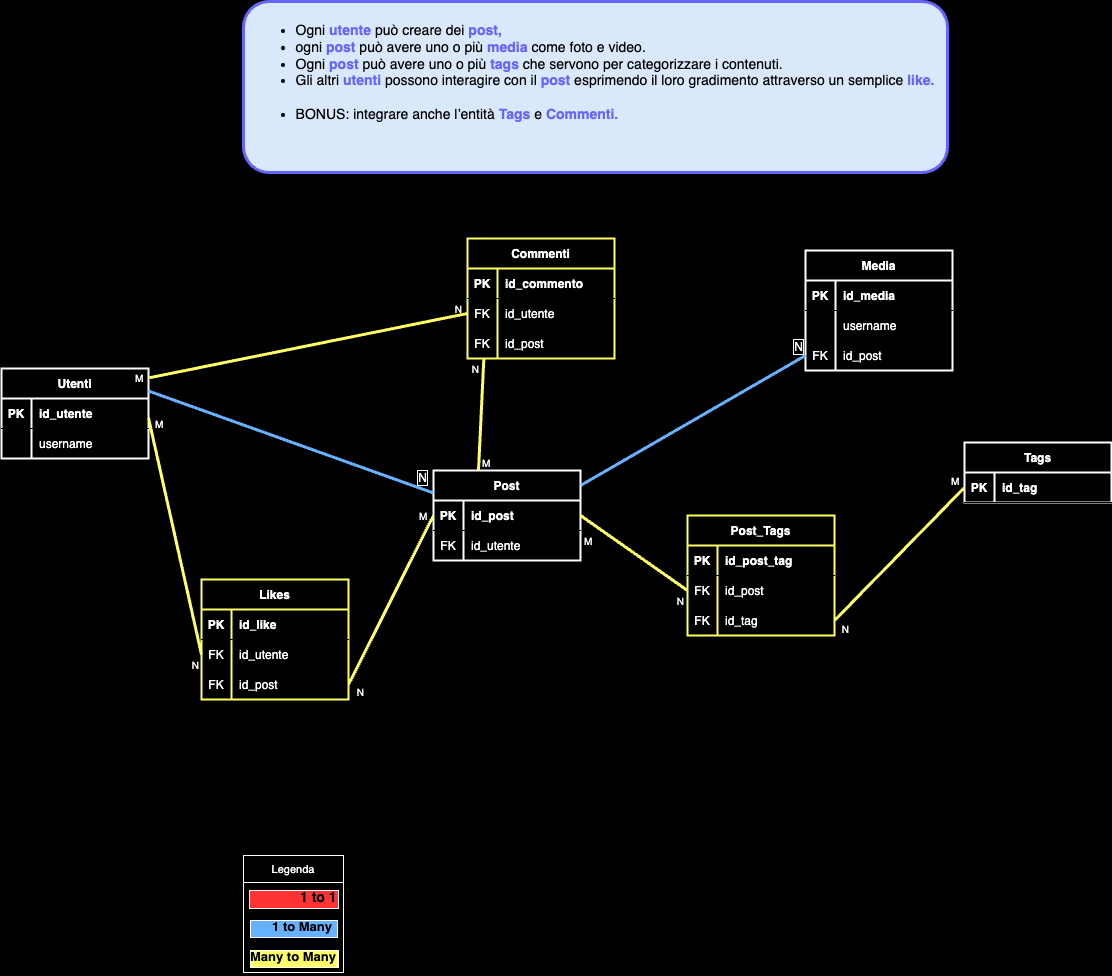 Ogni utente può creare dei post,
ogni post può avere uno o più media come foto e video.
Ogni post può avere uno o più tags che servono per categorizzare i contenuti.
Gli altri utenti possono interagire con il post esprimendo il loro gradimento attraverso un semplice like.
BONUS: integrare anche l'entità Tags e Commenti.
Commenti
PK id_commento
N FK id_utente
FK id_post
N
M
Media
PK id_media
username
N FK id_post
Utenti M
PK id_utente
M
username
N
Post
M PK id_post
FK id_utente
M
Tags
M PK id_tag
Post_Tags
PK id_post_tag
FK id_post
N
FK id_tag
N
Likes
PK id_like
FK id_utente
N
FK id_post
N
Legenda
1 to 1
1 to Many
Many to Many